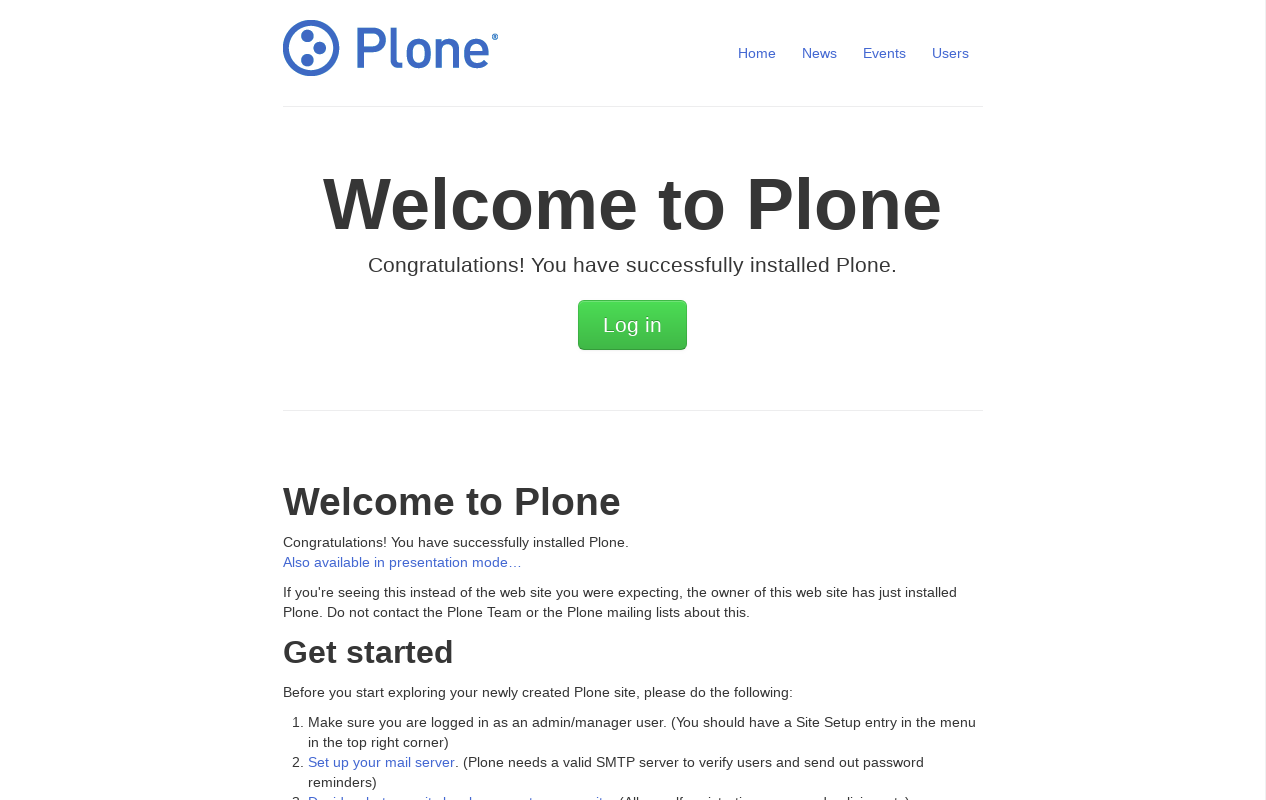 Plone®
Home News Events Users
Welcome to Plone
Congratulations! You have successfully installed Plone.
Log in
Welcome to Plone
Congratulations! You have successfully installed Plone.
Also available in presentation mode…
If you're seeing this instead of the web site you were expecting, the owner of this web site has just installed
Plone. Do not contact the Plone Team or the Plone mailing lists about this.
Get started
Before you start exploring your newly created Plone site, please do the following:
1. Make sure you are logged in as an admin/manager user. (You should have a Site Setup entry in the menu
in the top right corner)
2. Set up your mail server. (Plone needs a valid SMTP server to verify users and send out password
reminders)